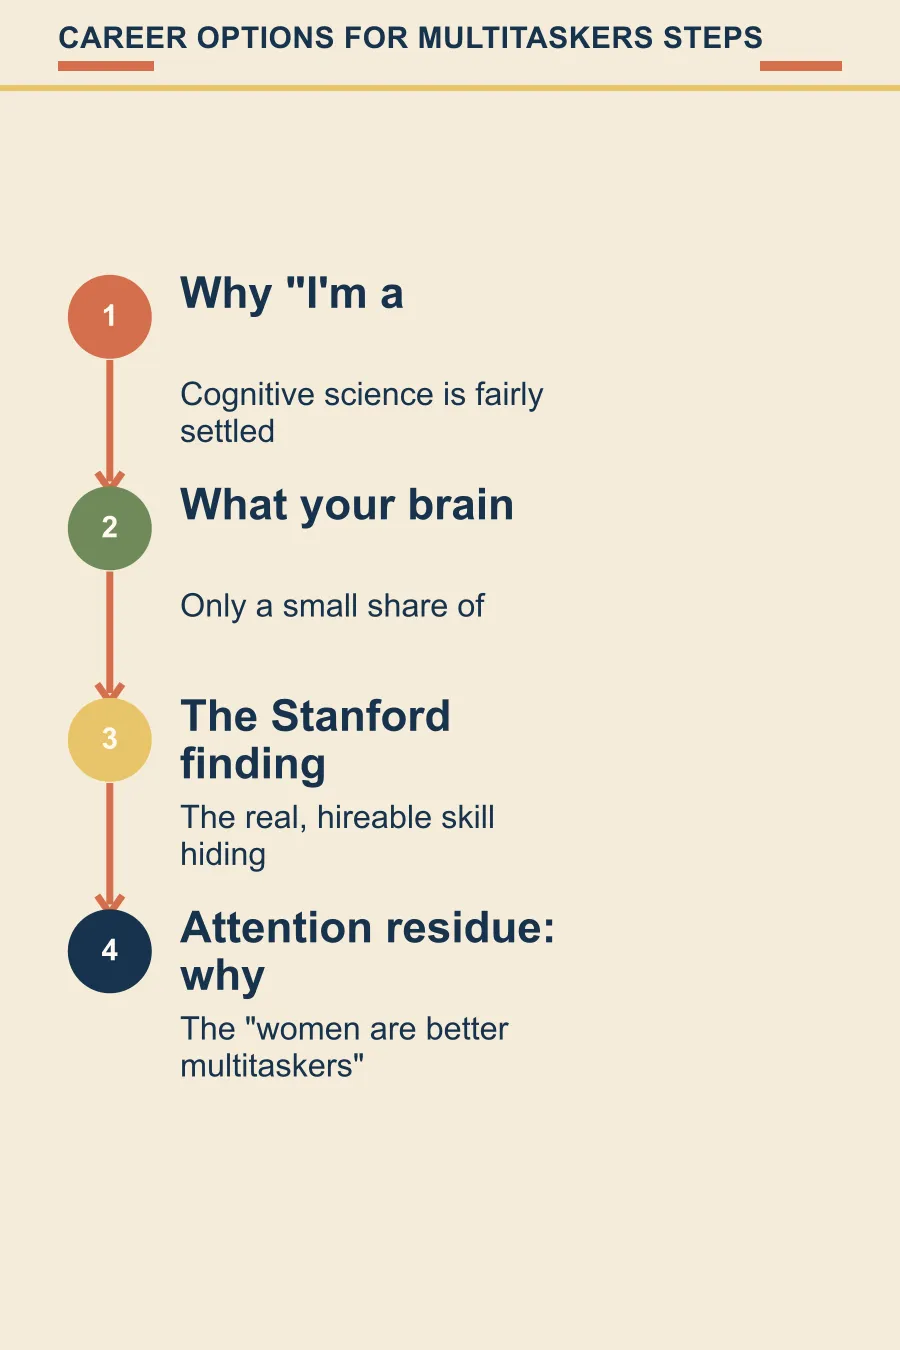 CAREER OPTIONS FOR MULTITASKERS STEPS
1
Why "I'm a
Cognitive science is fairly
settled
2
What your brain
Only a small share of
3
The Stanford
finding
The real, hireable skill
hiding
4
Attention residue:
why
The "women are better
multitaskers"